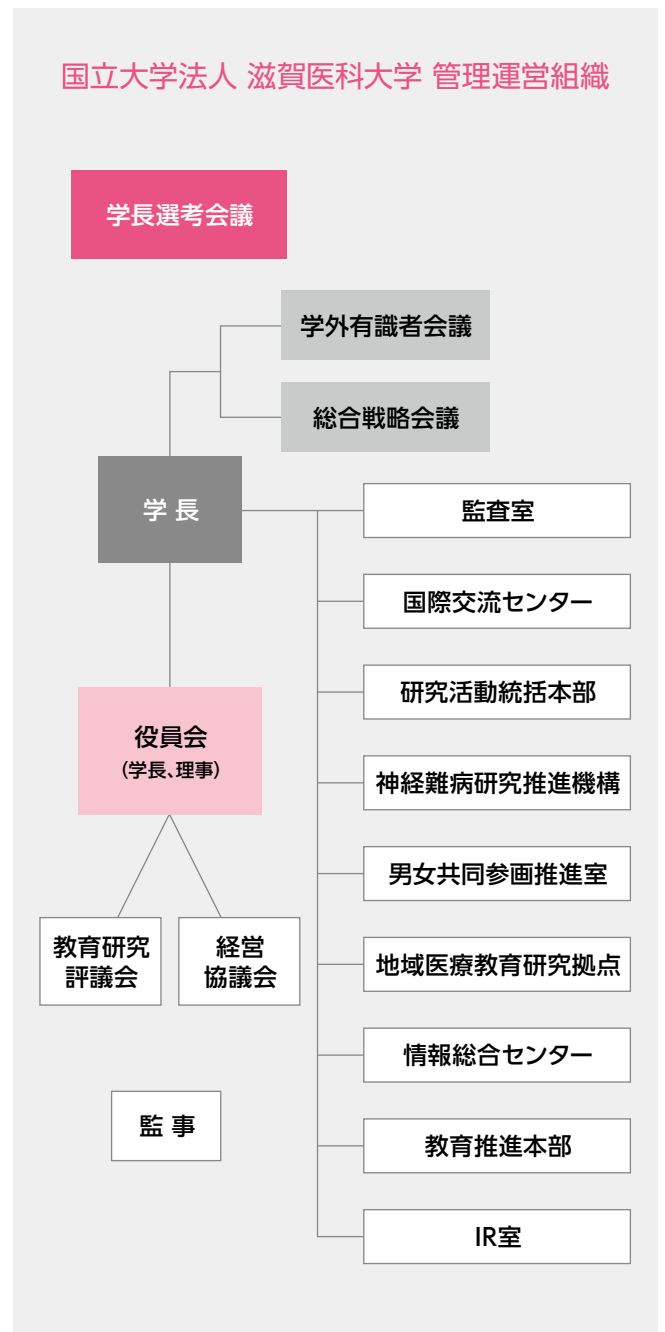 国立大学法人 滋賀医科大学 管理運営組織
学長選考会議
学外有識者会議
総合戦略会議
学 長
監査室
国際交流センター
研究活動統括本部
役員会
(学長、理事)
神経難病研究推進機構
男女共同参画推進室
教育研究
評議会
経営
協議会
地域医療教育研究拠点
情報総合センター
監 事
教育推進本部
IR室